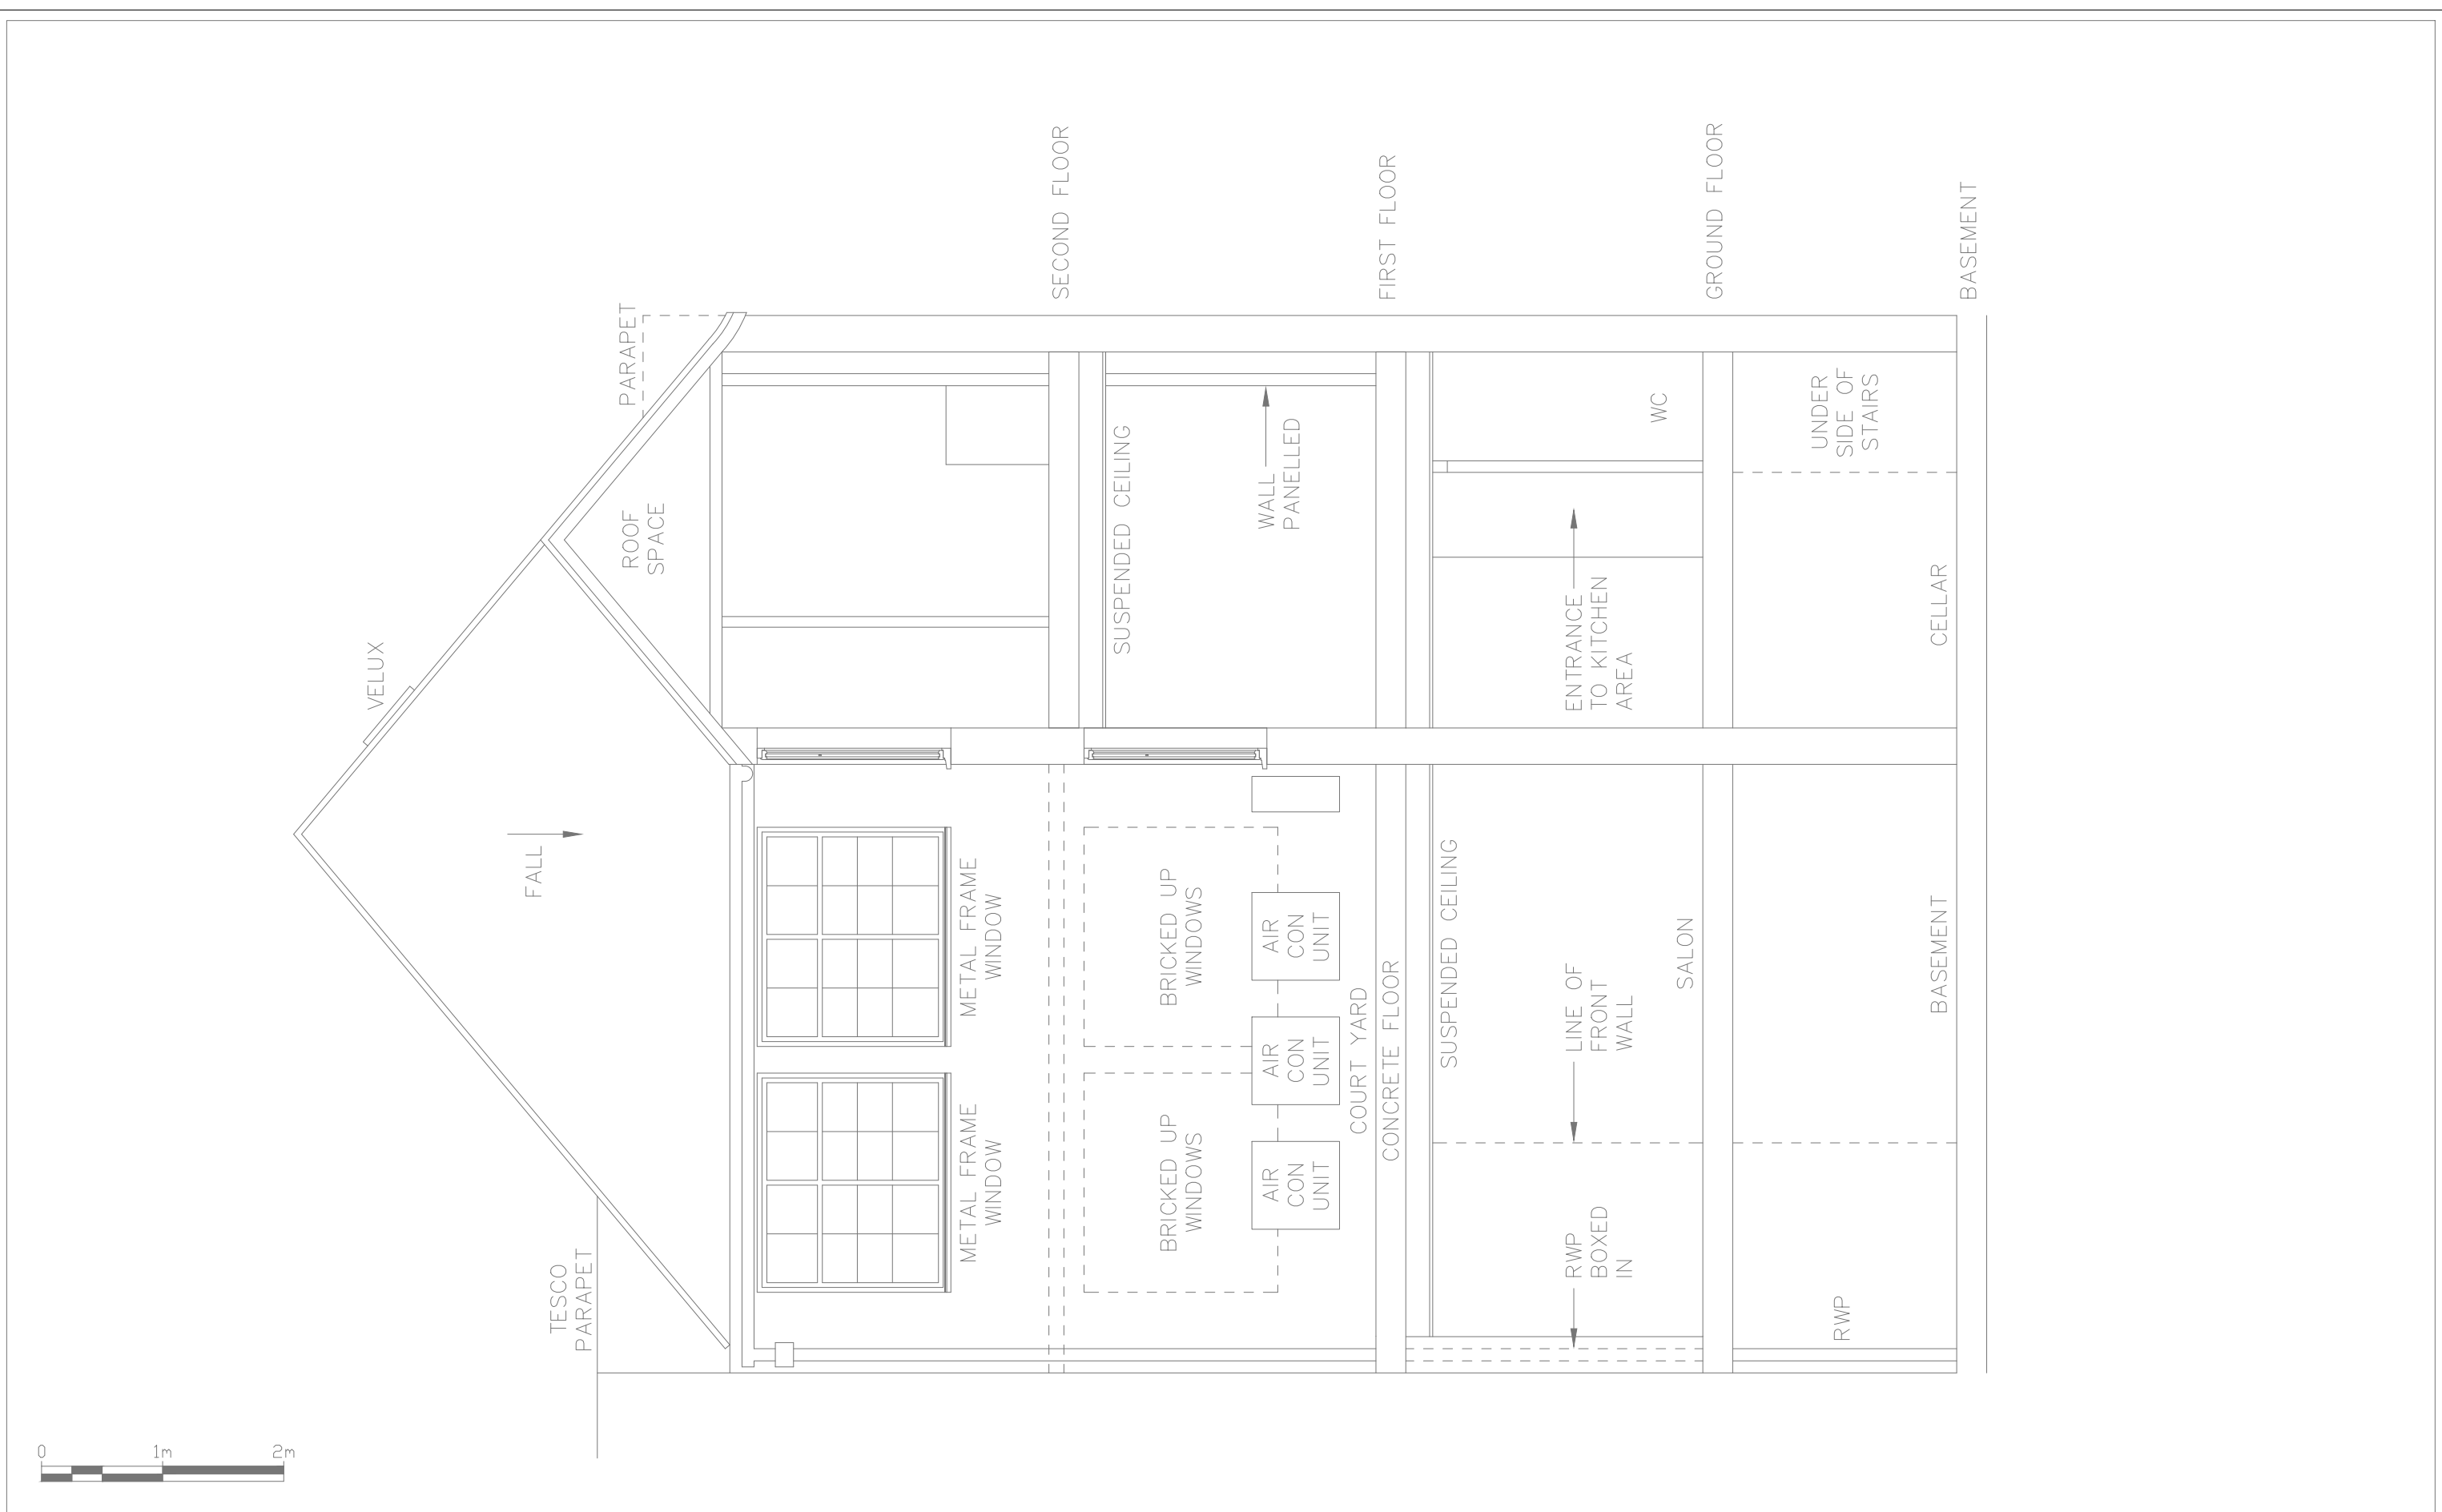 VELUX
FALL
TESCO
PARAPET
PARAPET
ROOF
SPACE
SECOND FLOOR
METAL FRAME
WINDOW
METAL FRAME
WINDOW
SUSPENDED CEILING
BRICKED UP
WINDOWS
BRICKED UP
WINDOWS
WALL
PANELLED
AIR
CON
UNIT
AIR
CON
UNIT
AIR
CON
UNIT
COURT YARD
FIRST FLOOR
CONCRETE FLOOR
SUSPENDED CEILING
RWP
BOXED
IN
LINE OF
FRONT
WALL
ENTRANCE
TO KITCHEN
AREA
WC
SALON
GROUND FLOOR
RWP
UNDER
SIDE OF
STAIRS
BASEMENT
CELLAR
BASEMENT
0 1m 2m